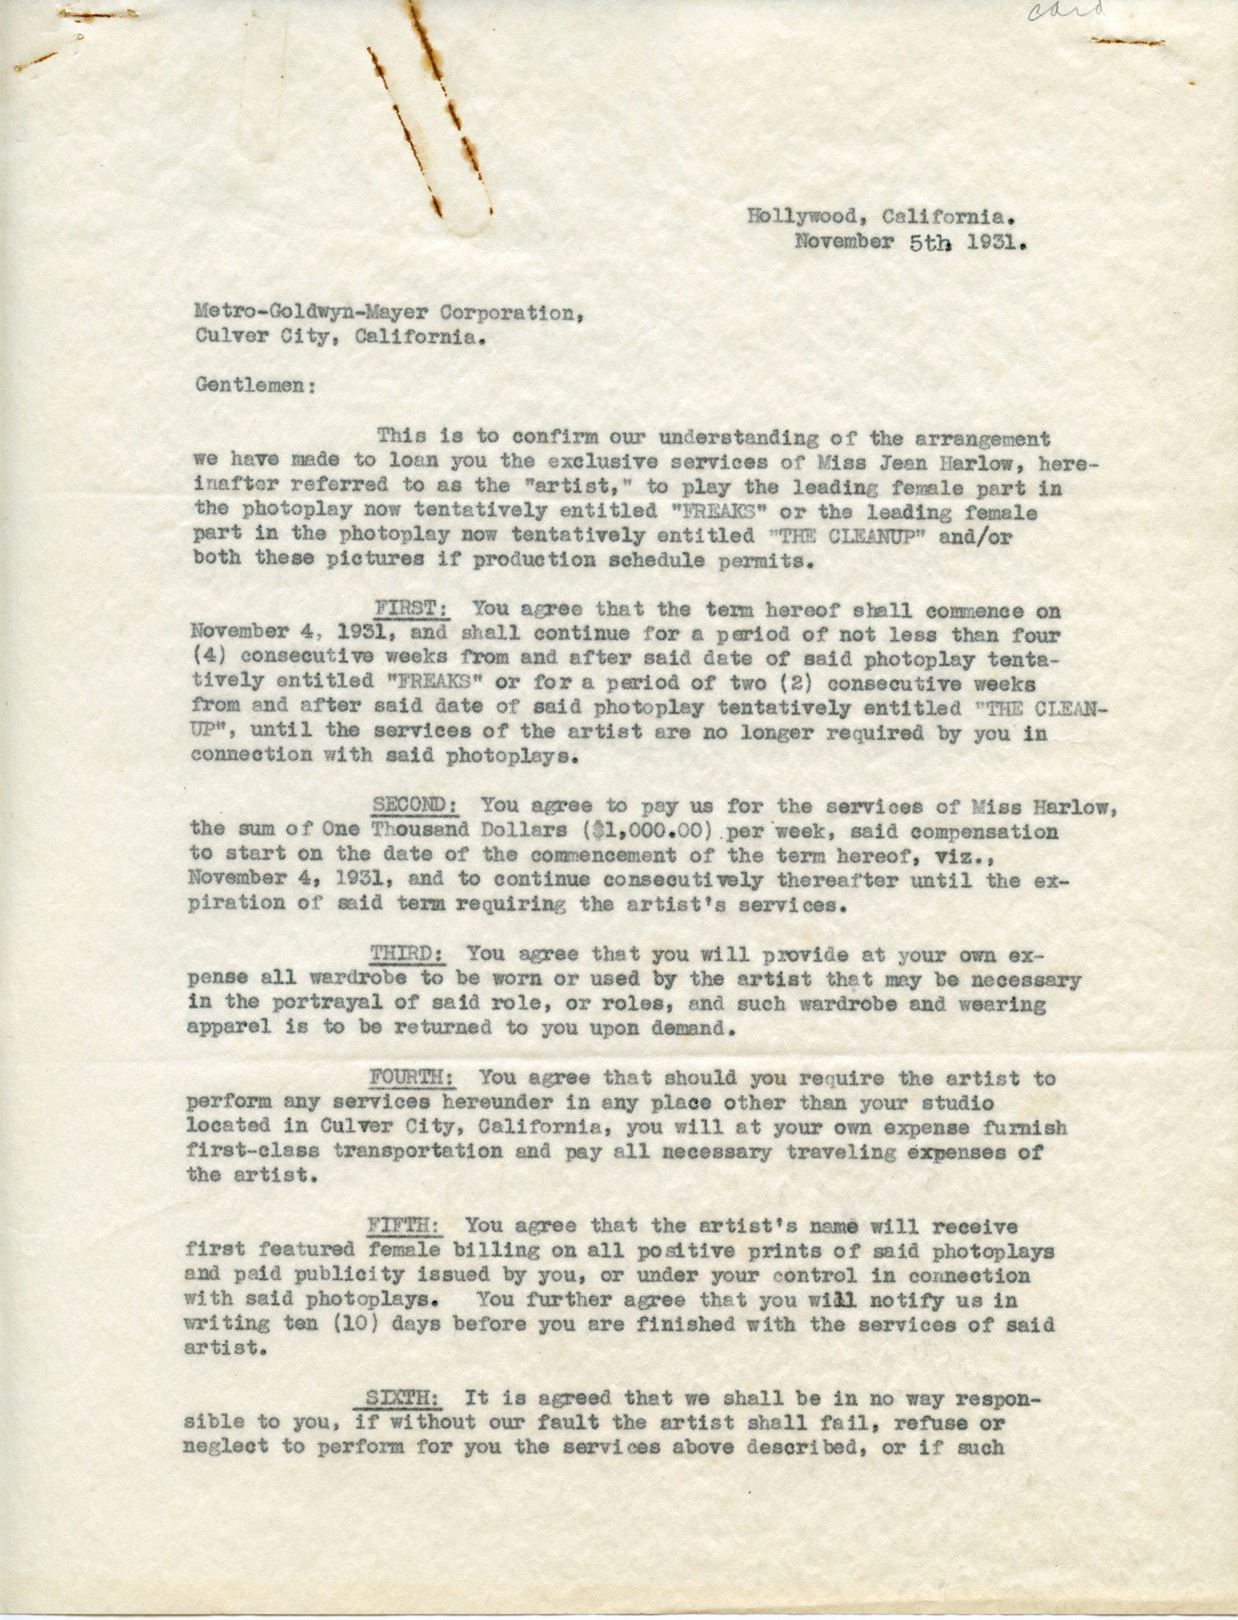 card
Hollywood, California.
November 5th 1931.
Metro-Goldwyn-Mayer Corporation,
Culver City, California.
Gentlemen:
This is to confirm our understanding of the arrangement
we have made to loan you the exclusive services of Miss Jean Harlow, here-
inafter referred to as the "artist," to play the leading female part in
the photoplay now tentatively entitled "FREAKS" or the leading female
part in the photoplay now tentatively entitled "THE CLEANUP" and/or
both these pictures if production schedule permits.
FIRST: You agree that the term hereof shall commence on
November 4, 1931, and shall continue for a period of not less than four
(4) consecutive weeks from and after said date of said photoplay tenta-
tively entitled "FREAKS" or for a period of two (2) consecutive weeks
from and after said date of said photoplay tentatively entitled "THE CLEAN-
UP", until the services of the artist are no longer required by you in
connection with said photoplays.
SECOND: You agree to pay us for the services of Miss Harlow,
the sum of One Thousand Dollars ($1,000.00) per week, said compensation
to start on the date of the commencement of the term hereof, viz.,
November 4, 1931, and to continue consecutively thereafter until the ex-
piration of said term requiring the artist's services.
THIRD: You agree that you will provide at your own ex-
pense all wardrobe to be worn or used by the artist that may be necessary
in the portrayal of said role, or roles, and such wardrobe and wearing
apparel is to be returned to you upon demand.
FOURTH: You agree that should you require the artist to
perform any services hereunder in any place other than your studio
located in Culver City, California, you will at your own expense furnish
first-class transportation and pay all necessary traveling expenses of
the artist.
FIFTH: You agree that the artist's name will receive
first featured female billing on all positive prints of said photoplays
and paid publicity issued by you, or under your control in connection
with said photoplays. You further agree that you will notify us in
writing ten (10) days before you are finished with the services of said
artist.
SIXTH: It is agreed that we shall be in no way respon-
sible to you, if without our fault the artist shall fail, refuse or
neglect to perform for you the services above described, or if such